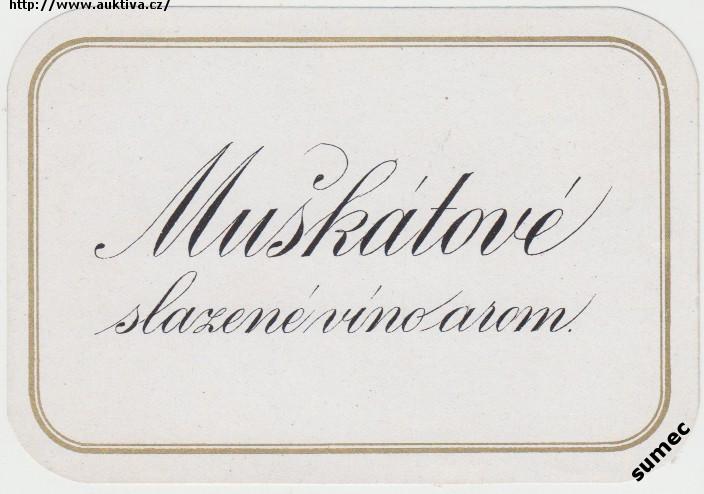 http://www.auktiva.cz/
Muškátové
slazené víno arom.
sumec